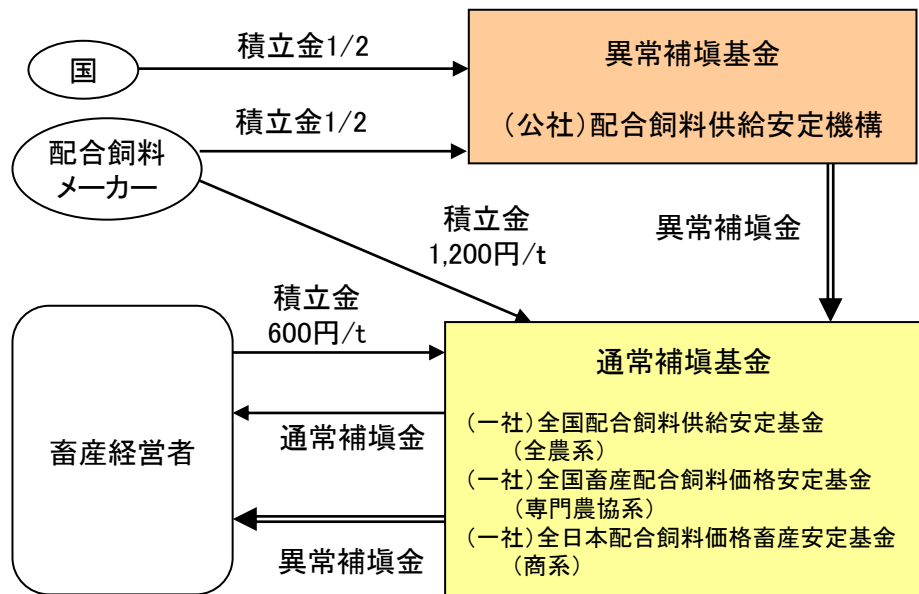 国
積立金1/2
異常補塡基金
（公社）配合飼料供給安定機構
積立金1/2
配合飼料
メーカー
積立金
1,200円/t
異常補塡金
積立金
600円/t
通常補塡基金
（一社）全国配合飼料供給安定基金
（全農系）
（一社）全国畜産配合飼料価格安定基金
（専門農協系）
（一社）全日本配合飼料価格畜産安定基金
（商系）
畜産経営者
通常補塡金
異常補塡金